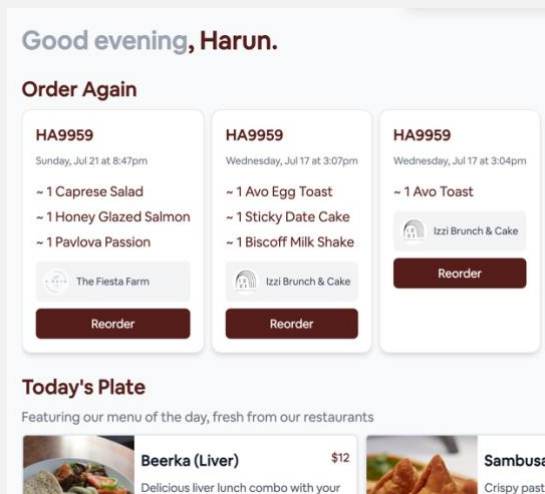 Good evening, Harun.
Order Again
HA9959
Sunday, Jul 21 at 8:47pm
~ 1 Caprese Salad
~ 1 Honey Glazed Salmon
~ 1 Pavlova Passion
The Fiesta Farm
Reorder
HA9959
Wednesday, Jul 17 at 3:07pm
~ 1 Avo Egg Toast
~ 1 Sticky Date Cake
~ 1 Biscoff Milk Shake
Izzi Brunch & Cake
Reorder
HA9959
Wednesday, Jul 17 at 3:04pm
~ 1 Avo Toast
Izzi Brunch & Cake
Reorder
Today's Plate
Featuring our menu of the day, fresh from our restaurants
Beerka (Liver)
$12
Delicious liver lunch combo with your
Sambusa
Crispy past